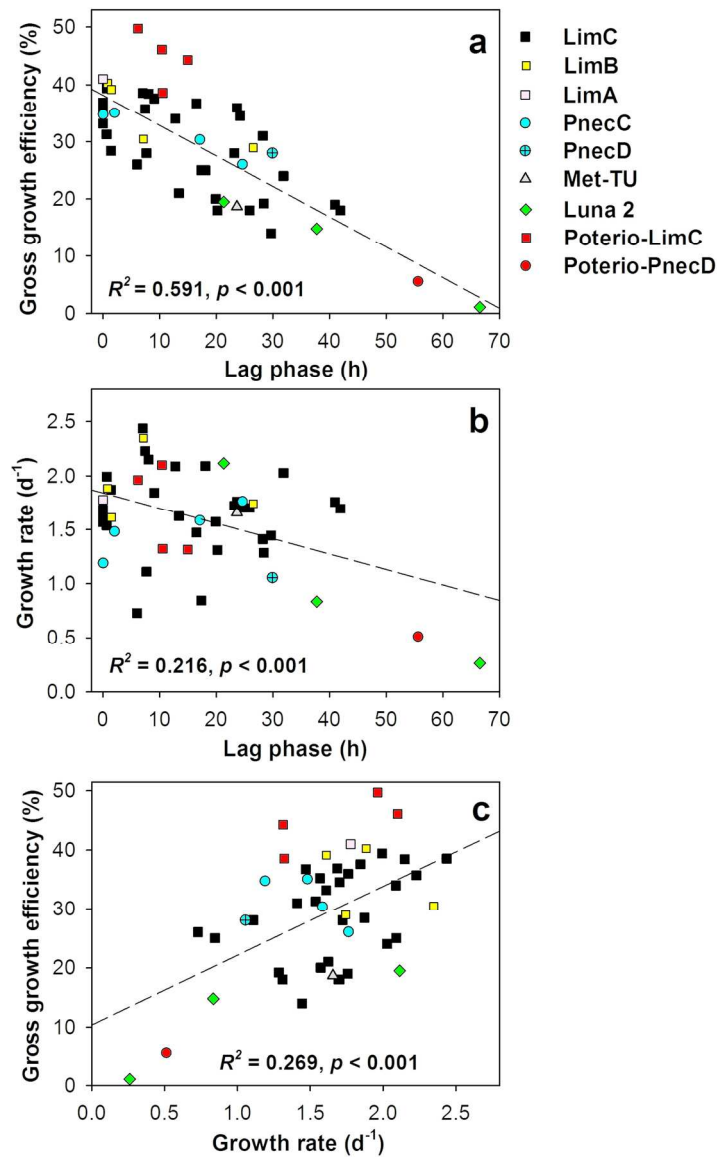 a
50
40
30
20
10
0
Gross growth efficiency (%)
R² = 0.591, p < 0.001
0 10 20 30 40 50 60 70
Lag phase (h)
LimC
LimB
LimA
PnecC
PnecD
Met-TU
Luna 2
Poterio-LimC
Poterio-PnecD
b
2.5
2.0
1.5
1.0
0.5
0.0
Growth rate (d⁻¹)
R² = 0.216, p < 0.001
0 10 20 30 40 50 60 70
Lag phase (h)
c
50
40
30
20
10
0
Gross growth efficiency (%)
R² = 0.269, p < 0.001
0.0 0.5 1.0 1.5 2.0 2.5
Growth rate (d⁻¹)